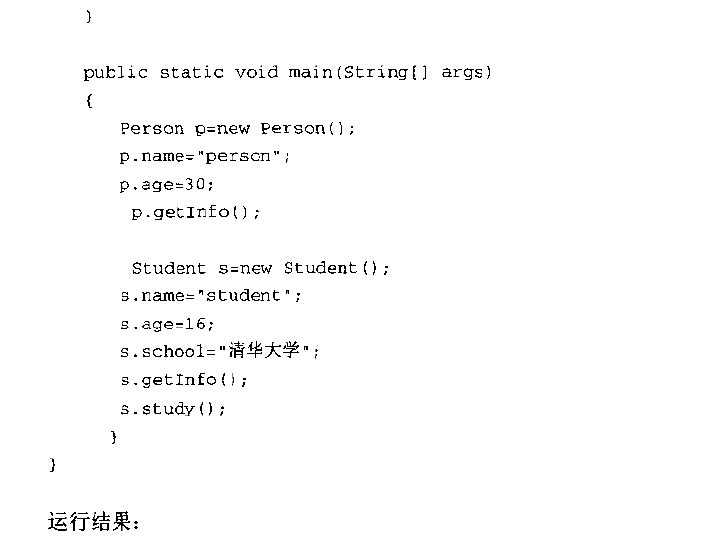 }
public static void main(String[] args)
{
Person p=new Person();
p.name="person";
p.age=30;
p.getInfo();
Student s=new Student();
s.name="student";
s.age=16;
s.school="清华大学";
s.getInfo();
s.study();
}
}
运行结果：